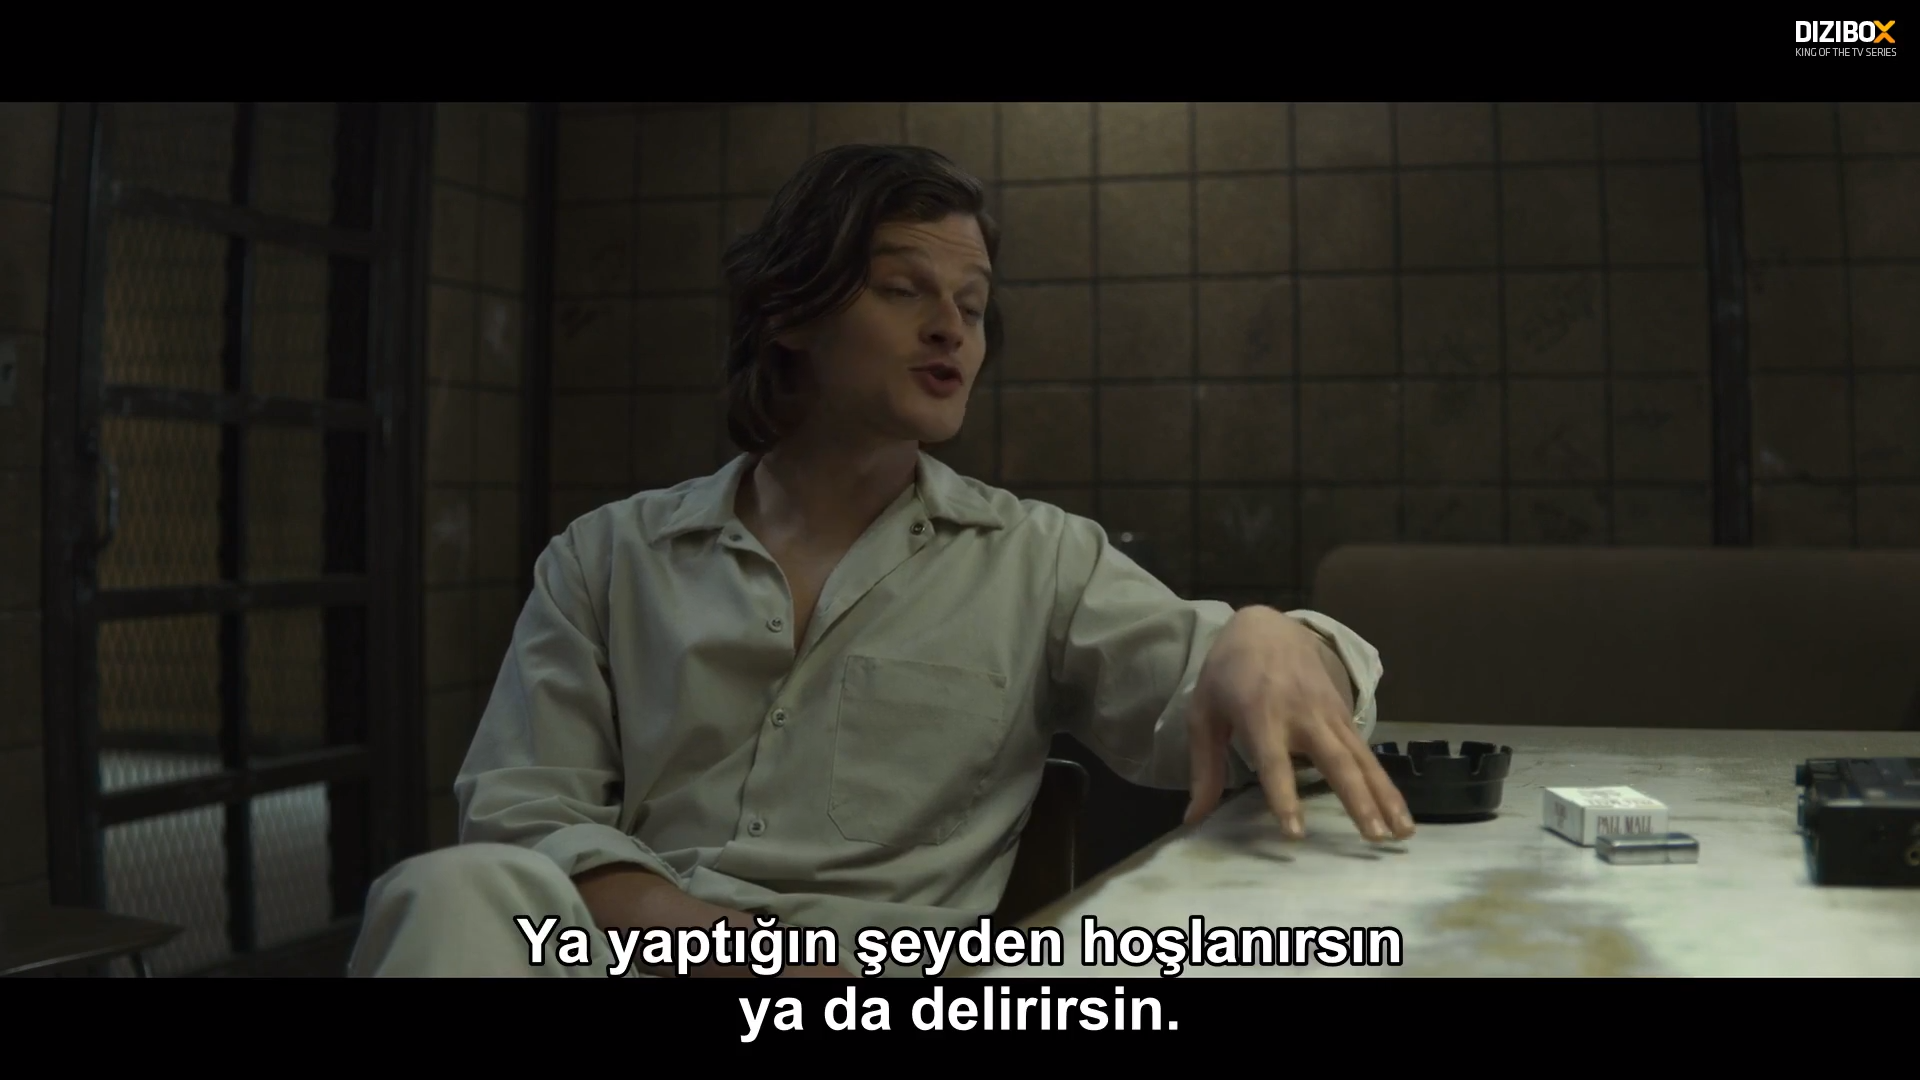 DIZIBOX
KING OF THE TV SERIES
PALL MALL
Ya yaptığın şeyden hoşlanırsın
ya da delirirsin.